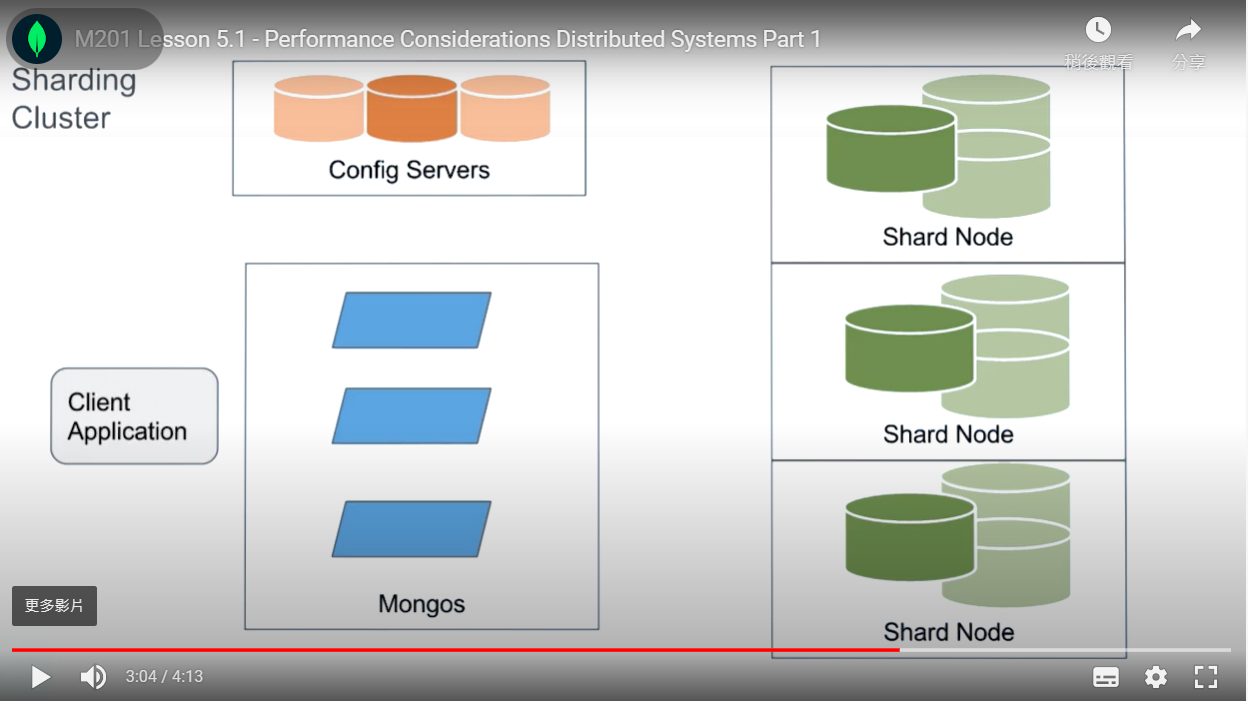 M201 Lesson 5.1 - Performance Considerations Distributed Systems Part 1
稍後觀看
分享
Sharding
Cluster
Config Servers
Shard Node
Client
Application
Shard Node
Mongos
更多影片
Shard Node
3:04 / 4:13